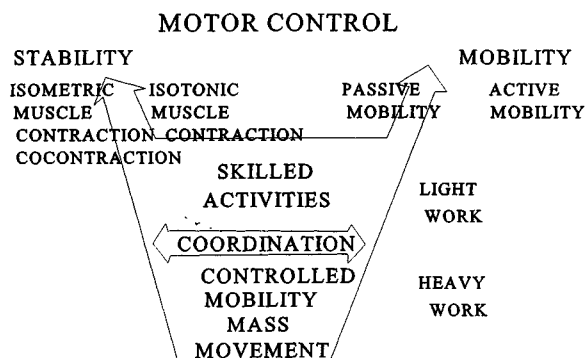 MOTOR CONTROL
STABILITY
MOBILITY
ISOMETRIC
MUSCLE
CONTRACTION
COCONTRACTION
ISOTONIC
MUSCLE
CONTRACTION
PASSIVE
MOBILITY
ACTIVE
MOBILITY
SKILLED
ACTIVITIES
LIGHT
WORK
COORDINATION
CONTROLLED
MOBILITY
HEAVY
WORK
MASS
MOVEMENT